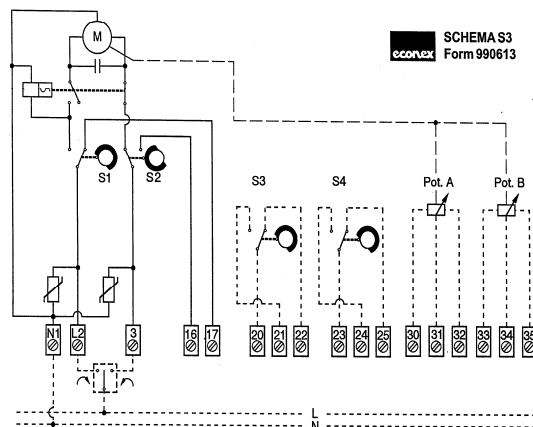 SCHEMA S3
econex
Form 990613
M
S1
S2
S3
S4
Pot. A
Pot. B
N1
L2
3
16
17
20
21
22
23
24
25
30
31
32
33
34
35
L
N